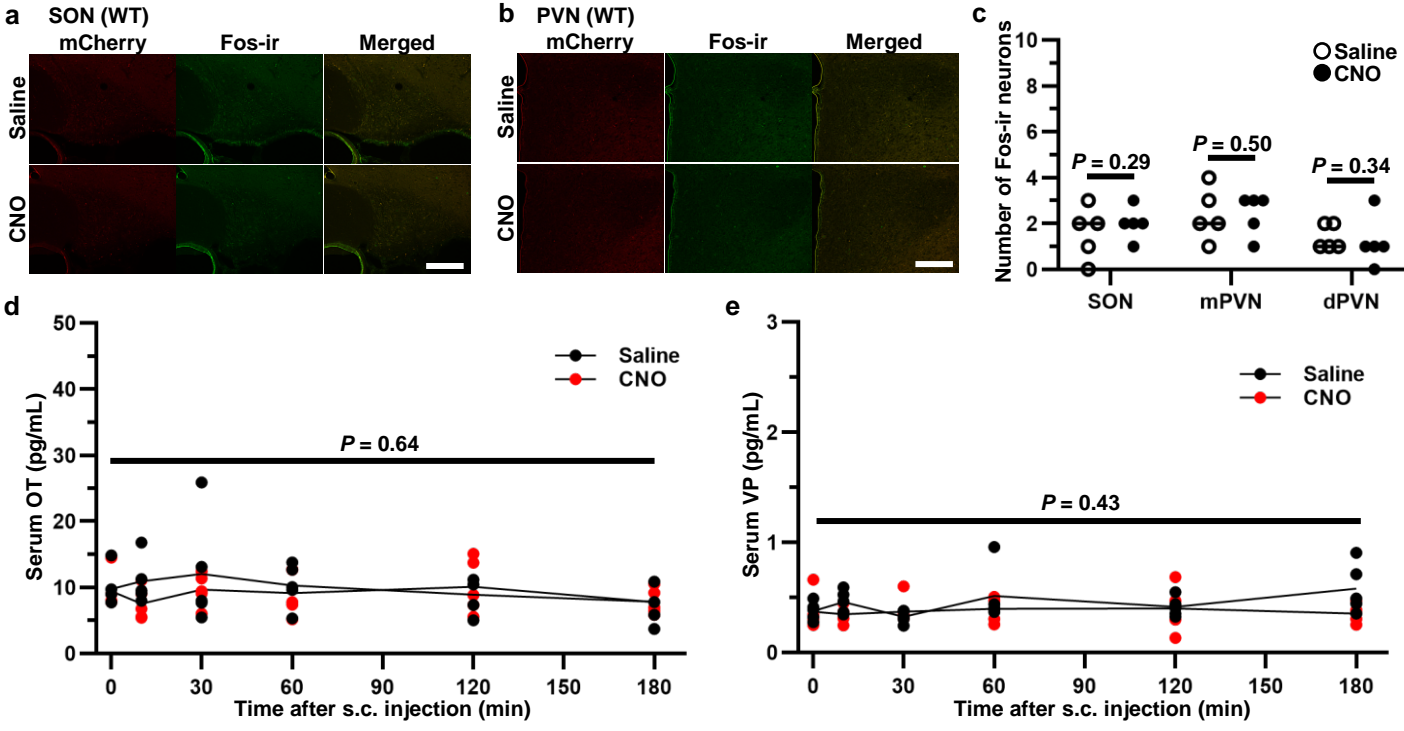 a SON (WT)
mCherry Fos-ir Merged
Saline
CNO
b PVN (WT)
mCherry Fos-ir Merged
Saline
CNO
c
Number of Fos-ir neurons
10
8
6
4
2
0
Saline
CNO
P = 0.29
P = 0.50
P = 0.34
SON mPVN dPVN
d
Serum OT (pg/mL)
50
40
30
20
10
0
Saline
CNO
P = 0.64
0 30 60 90 120 150 180
Time after s.c. injection (min)
e
Serum VP (pg/mL)
3
2
1
0
Saline
CNO
P = 0.43
0 30 60 90 120 150 180
Time after s.c. injection (min)